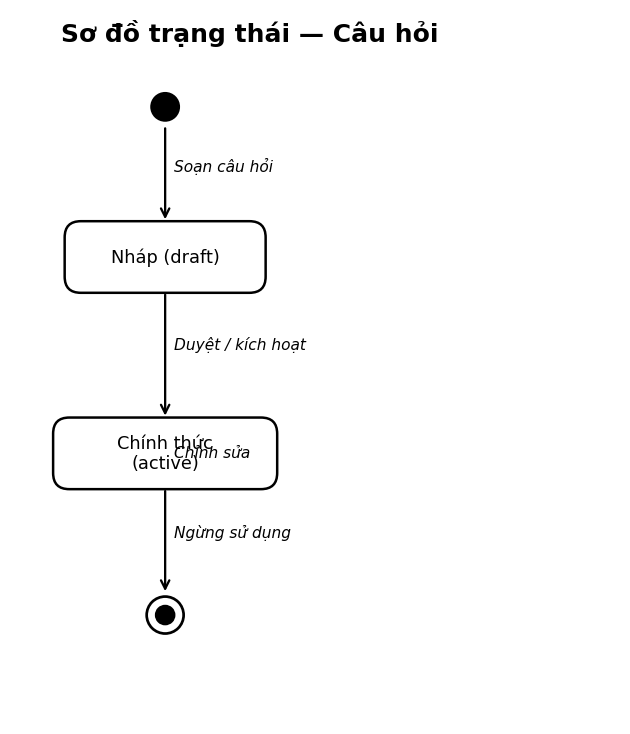 Sơ đồ trạng thái — Câu hỏi
Soạn câu hỏi
Nháp (draft)
Duyệt / kích hoạt
Chính thức
(active)
Chỉnh sửa
Ngừng sử dụng